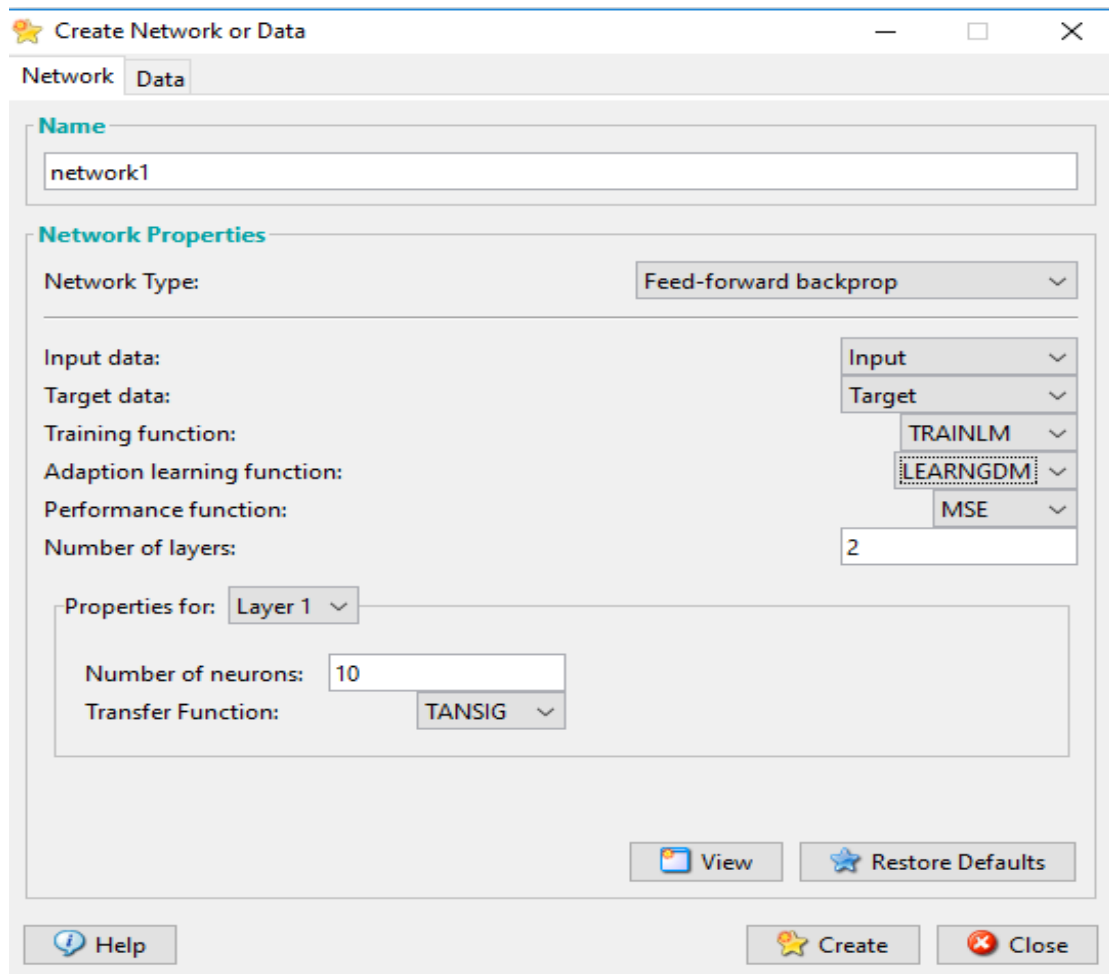 Create Network or Data
Network Data
Name
network1
Network Properties
Network Type: Feed-forward backprop
Input data: Input
Target data: Target
Training function: TRAINLM
Adaption learning function: LEARNGDM
Performance function: MSE
Number of layers: 2
Properties for: Layer 1
Number of neurons: 10
Transfer Function: TANSIG
View Restore Defaults
Help Create Close